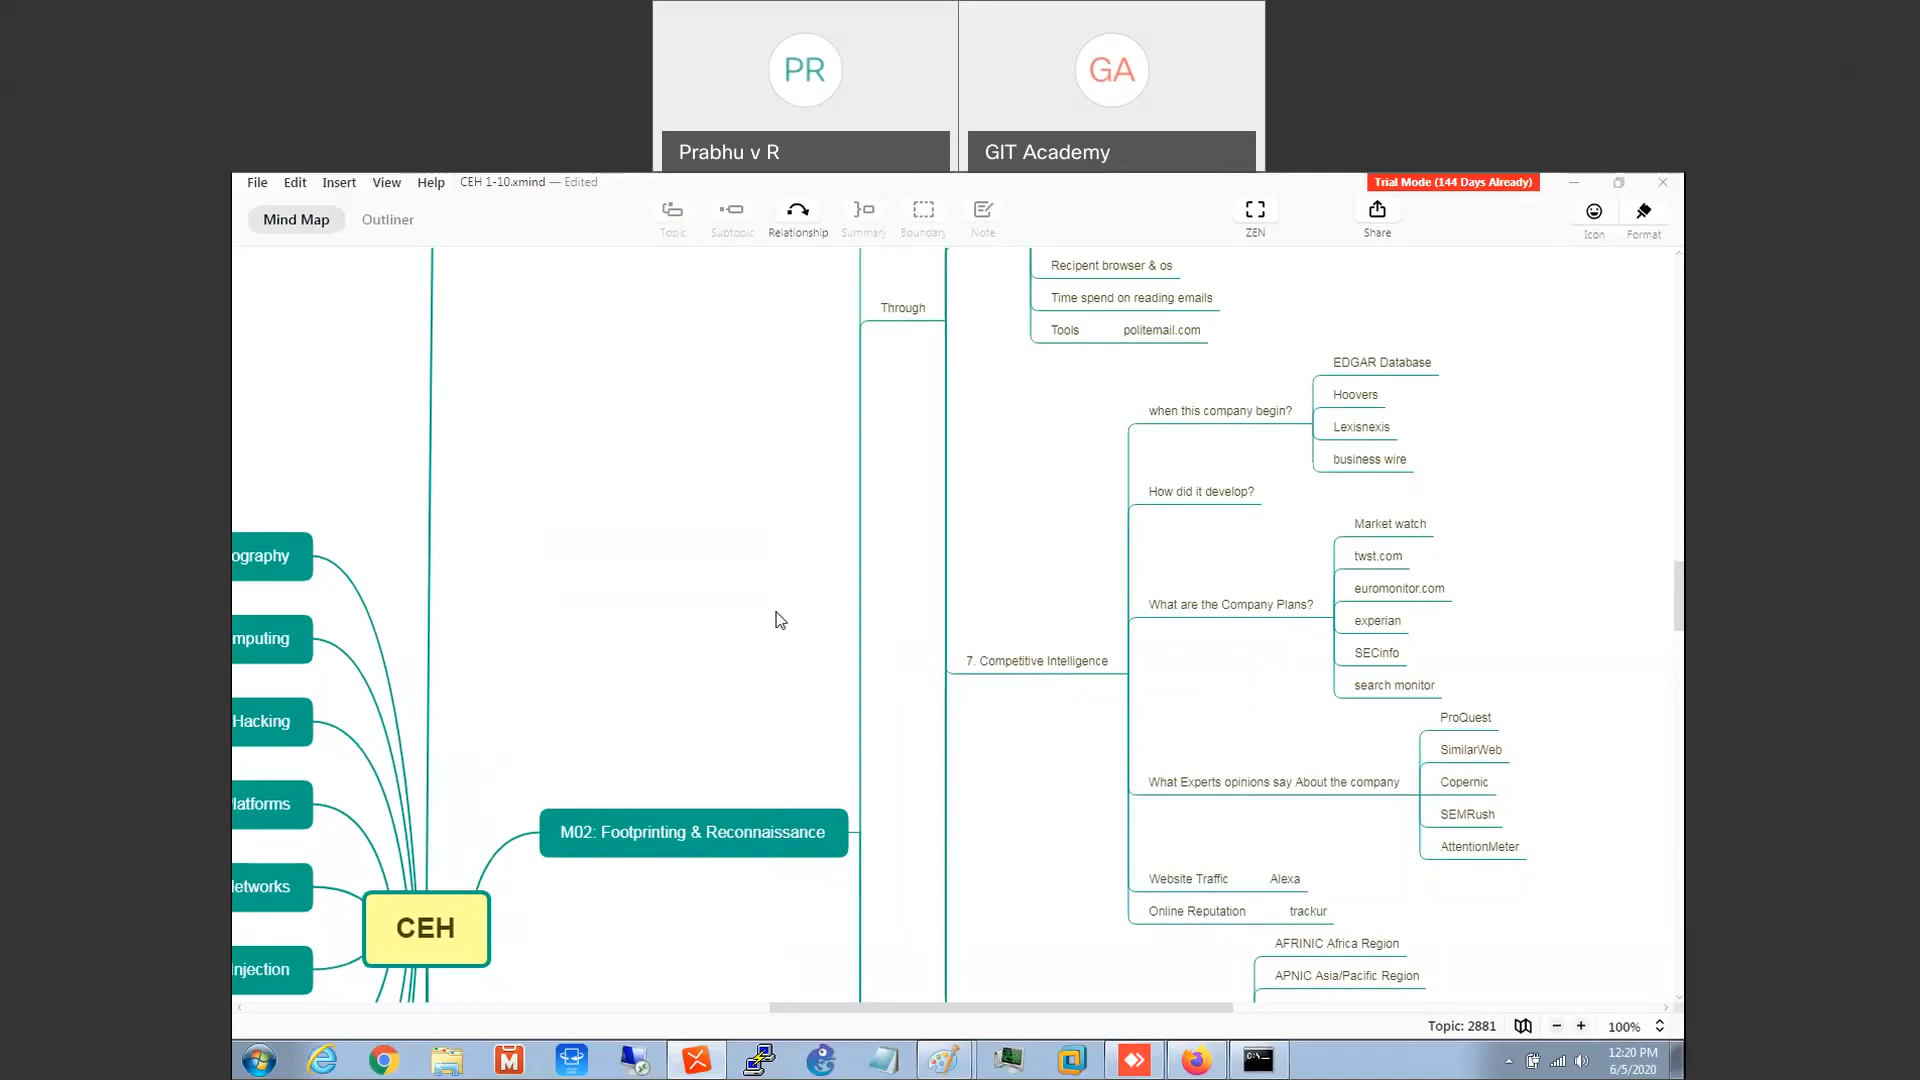 PR
GA
Prabhu v R
GIT Academy
File Edit Insert View Help CEH 1-10.xmind — Edited
Trial Mode (144 Days Already)
Mind Map Outliner
Topic Subtopic Relationship Summary Boundary Note ZEN Share Icon Format
Recipent browser & os
Through
Time spend on reading emails
Tools politemail.com
EDGAR Database
Hoovers
when this company begin?
Lexisnexis
business wire
How did it develop?
Market watch
twst.com
euromonitor.com
What are the Company Plans?
experian
SECinfo
search monitor
7. Competitive Intelligence
ProQuest
SimilarWeb
What Experts opinions say About the company
Copernic
SEMRush
AttentionMeter
Website Traffic Alexa
Online Reputation trackur
AFRINIC Africa Region
APNIC Asia/Pacific Region
ography
mputing
Hacking
latforms
M02: Footprinting & Reconnaissance
etworks
CEH
Injection
Topic: 2881
100%
12:20 PM
6/5/2020